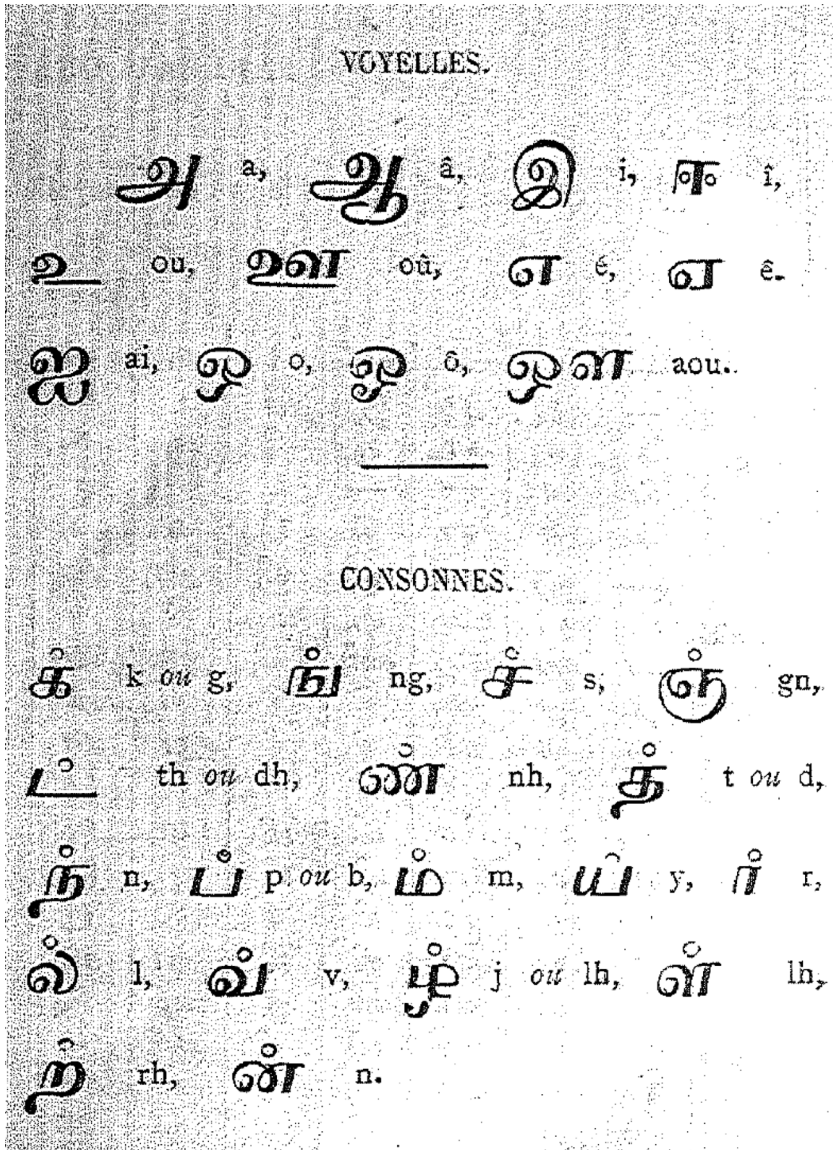 VOYELLES.
அ a, ஆ â, இ i, ஈ î,
உ ou, ஊ oû, எ é, ஏ ê.
ஐ ai, ஒ o, ஓ ô, ஔ aou.
CONSONNES.
க் k ou g, ங் ng, ச் s, ஞ் gn,
ட் th ou dh, ண் nh, த் t ou d,
ந் n, ப் p ou b, ம் m, ய் y, ர் r,
ல் l, வ் v, ழ் j ou lh, ள் lh,
ற் rh, ன் n.